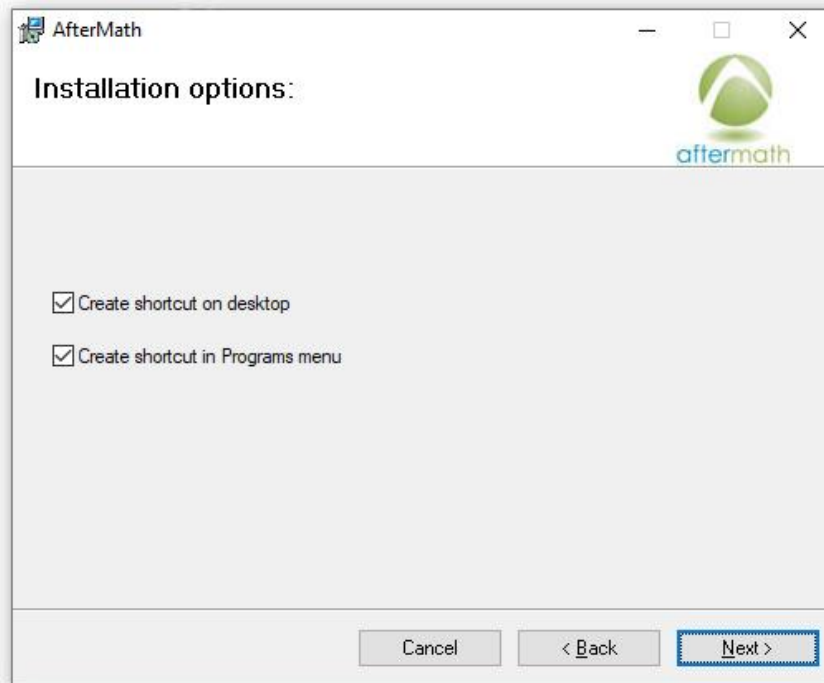 AfterMath
Installation options:
aftermath
Create shortcut on desktop
Create shortcut in Programs menu
Cancel
< Back
Next >